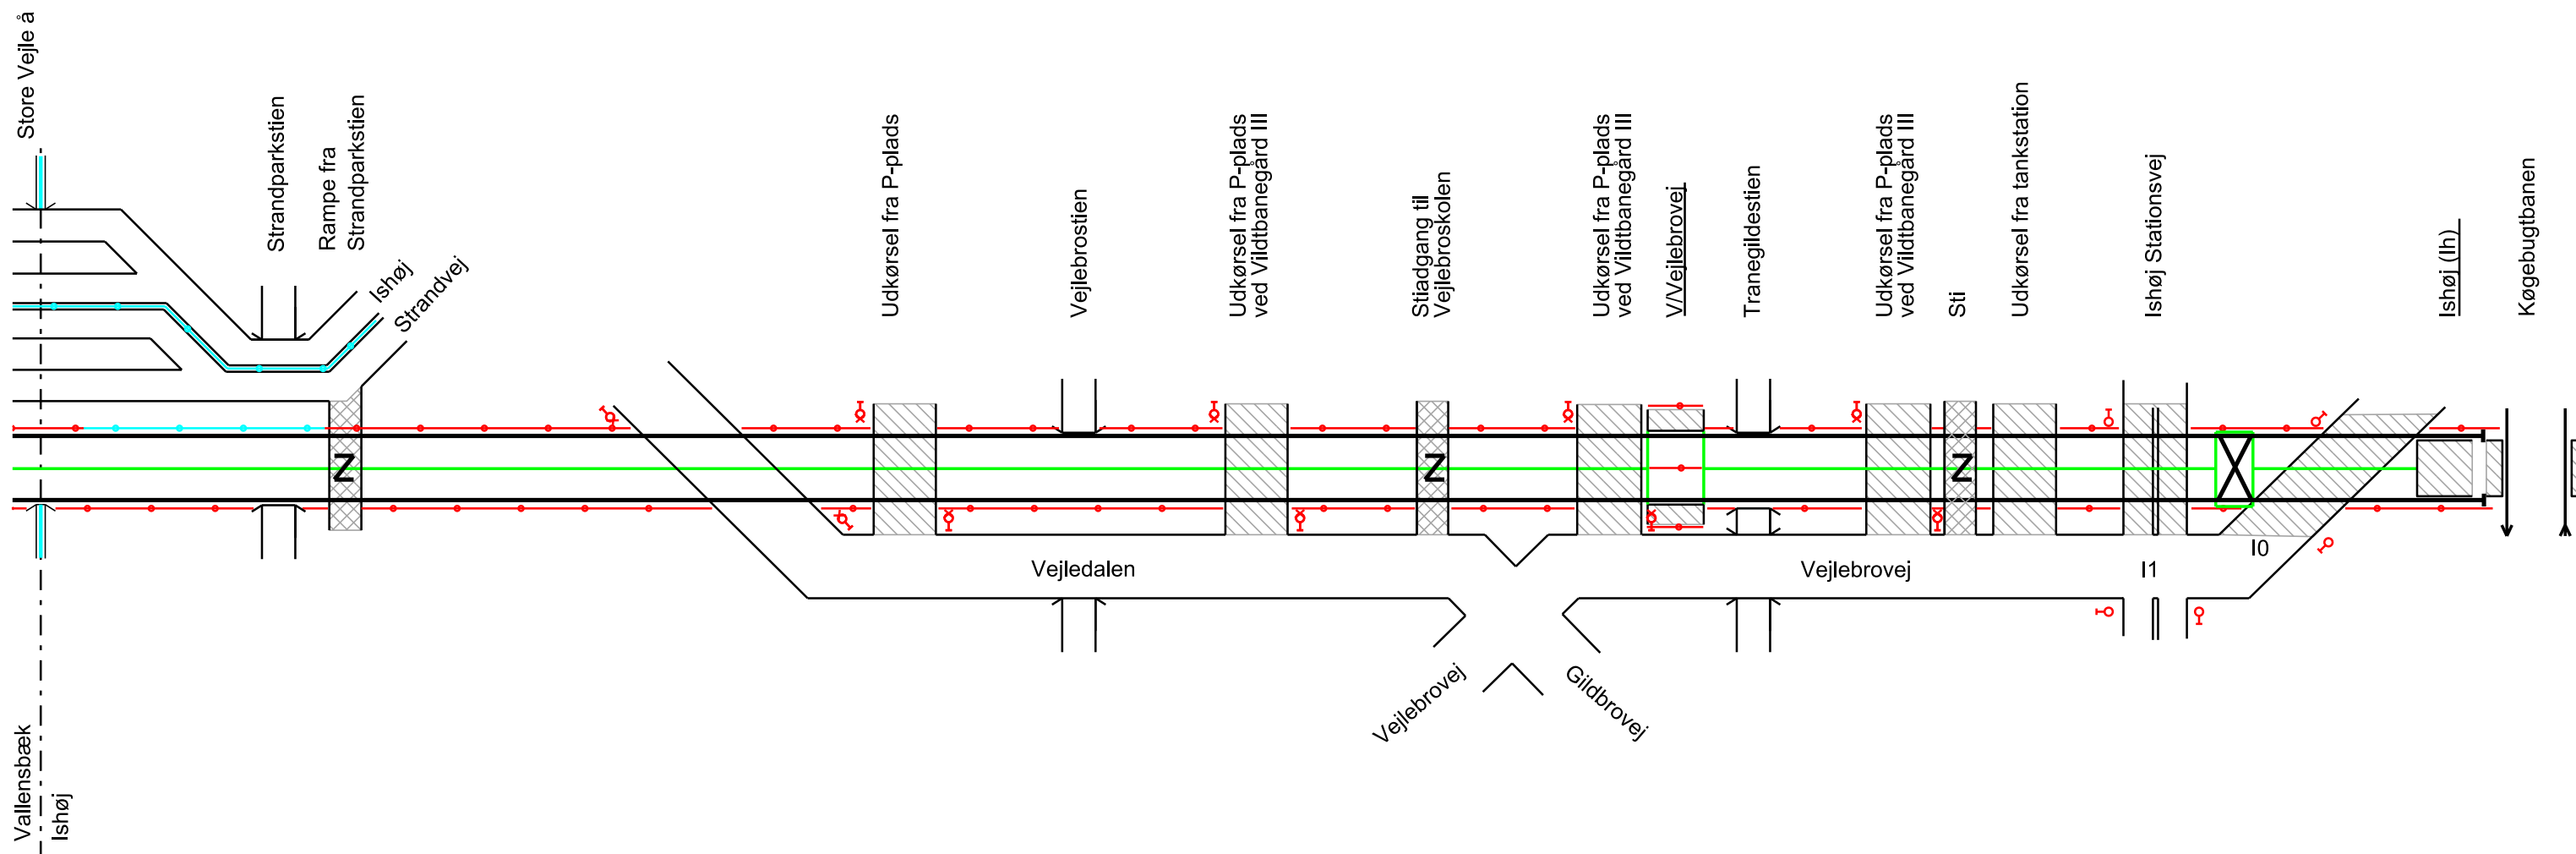 Store Vejle å
Strandparkstien
Rampe fra
Strandparkstien
Ishøj
Strandvej
Udkørsel fra P-plads
Vejlebrostien
Udkørsel fra P-plads
ved Vildtbanegård III
Stiadgang til
Vejlebroskolen
Udkørsel fra P-plads
ved Vildtbanegård III
V/Vejlebrovej
Tranegildestien
Udkørsel fra P-plads
ved Vildtbanegård III
Sti
Udkørsel fra tankstation
Ishøj Stationsvej
Ishøj (Ih)
Køgebugtbanen
Z
Z
Z
Vejledalen
Vejlebrovej
I1
I0
Vejlebrovej
Gildbrovej
Vallensbæk
Ishøj